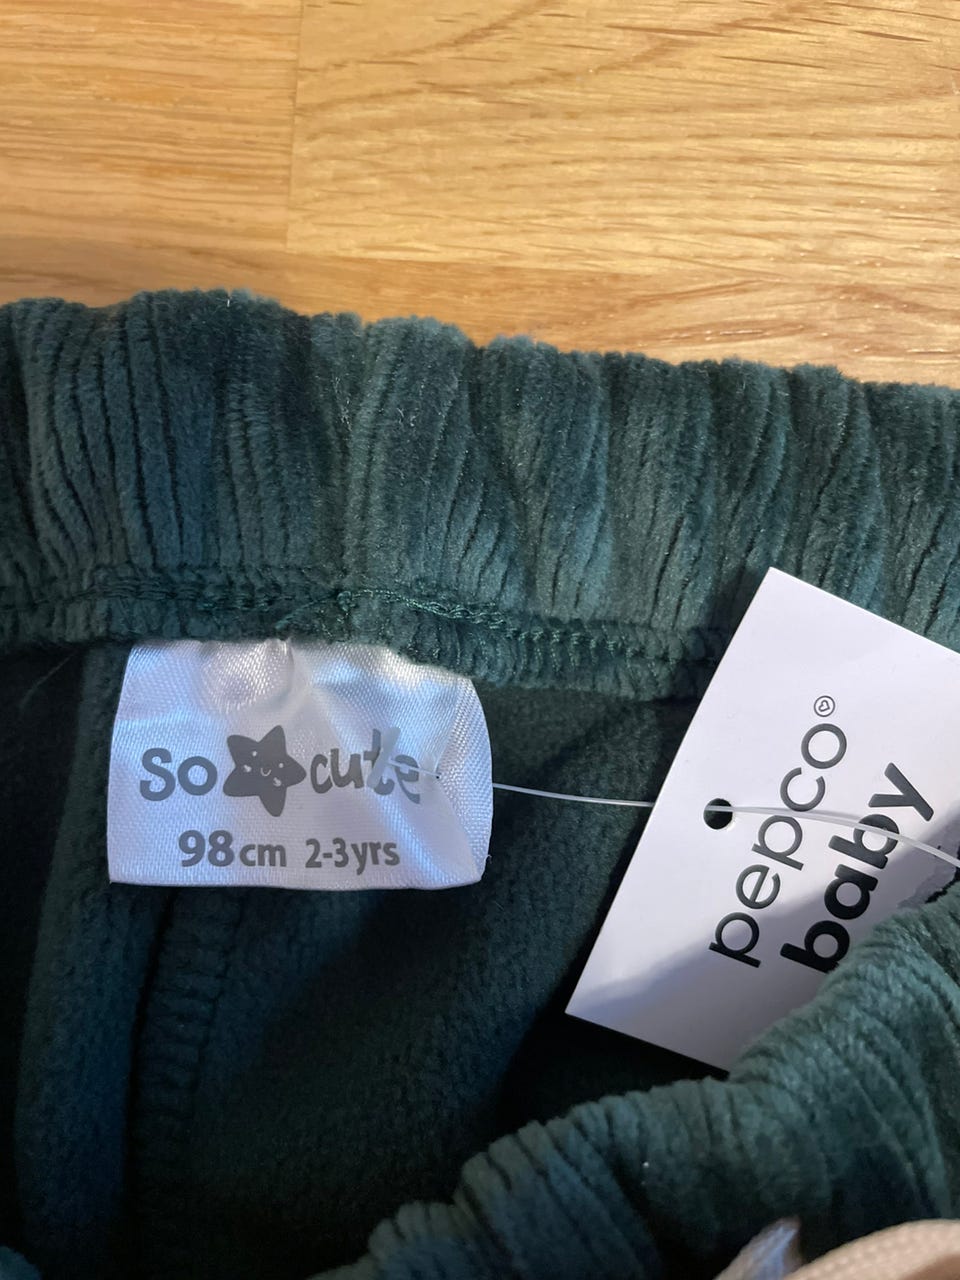 So cute
98cm 2-3yrs
pepco®
baby